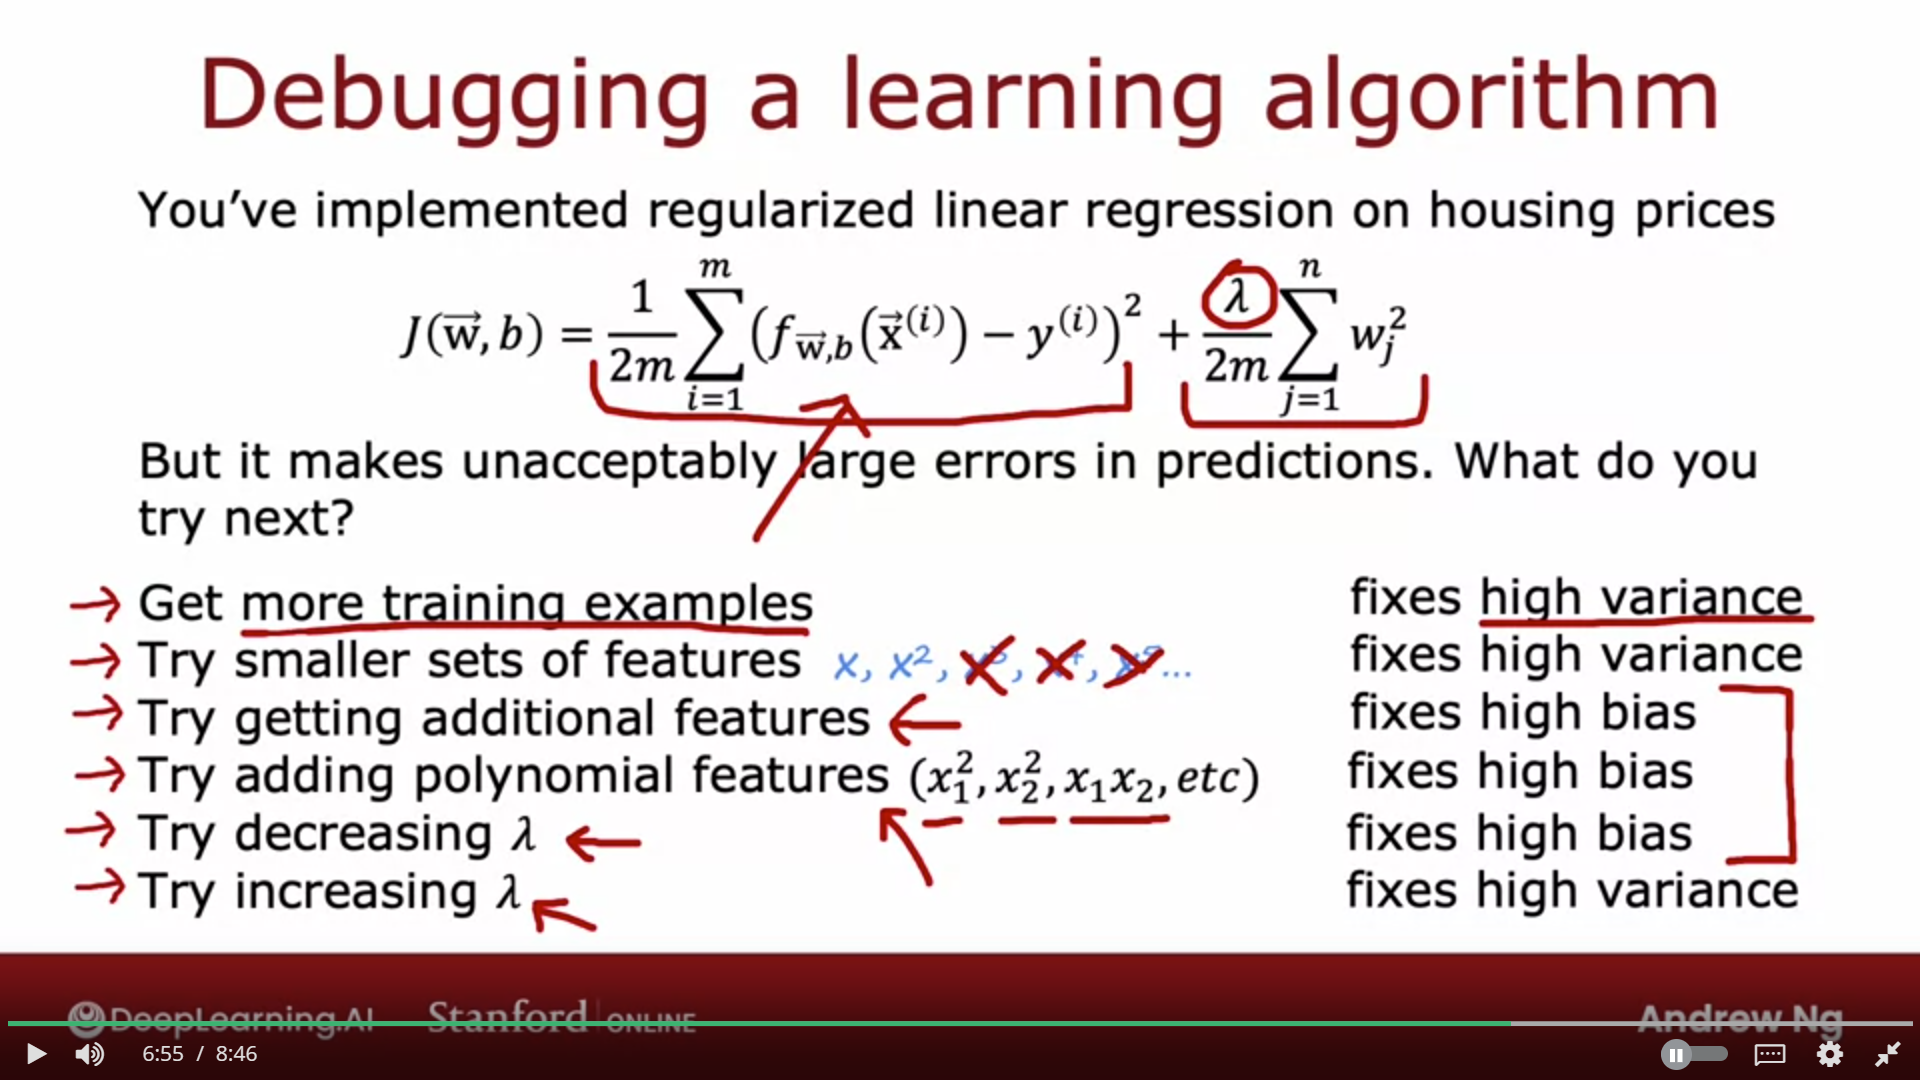 Debugging a learning algorithm
You've implemented regularized linear regression on housing prices
J(w⃗, b) = 1/2m ∑_{i=1}^{m} (f_{w⃗,b}(x⃗^{(i)}) − y^{(i)})² + λ/2m ∑_{j=1}^{n} w_j²
But it makes unacceptably large errors in predictions. What do you
try next?
→ Get more training examples fixes high variance
→ Try smaller sets of features x, x², x³, x⁴, x⁵... fixes high variance
→ Try getting additional features ← fixes high bias
→ Try adding polynomial features (x₁², x₂², x₁x₂, etc) fixes high bias
→ Try decreasing λ ← fixes high bias
→ Try increasing λ ← fixes high variance
DeepLearning.AI Stanford | ONLINE Andrew Ng
6:55 / 8:46